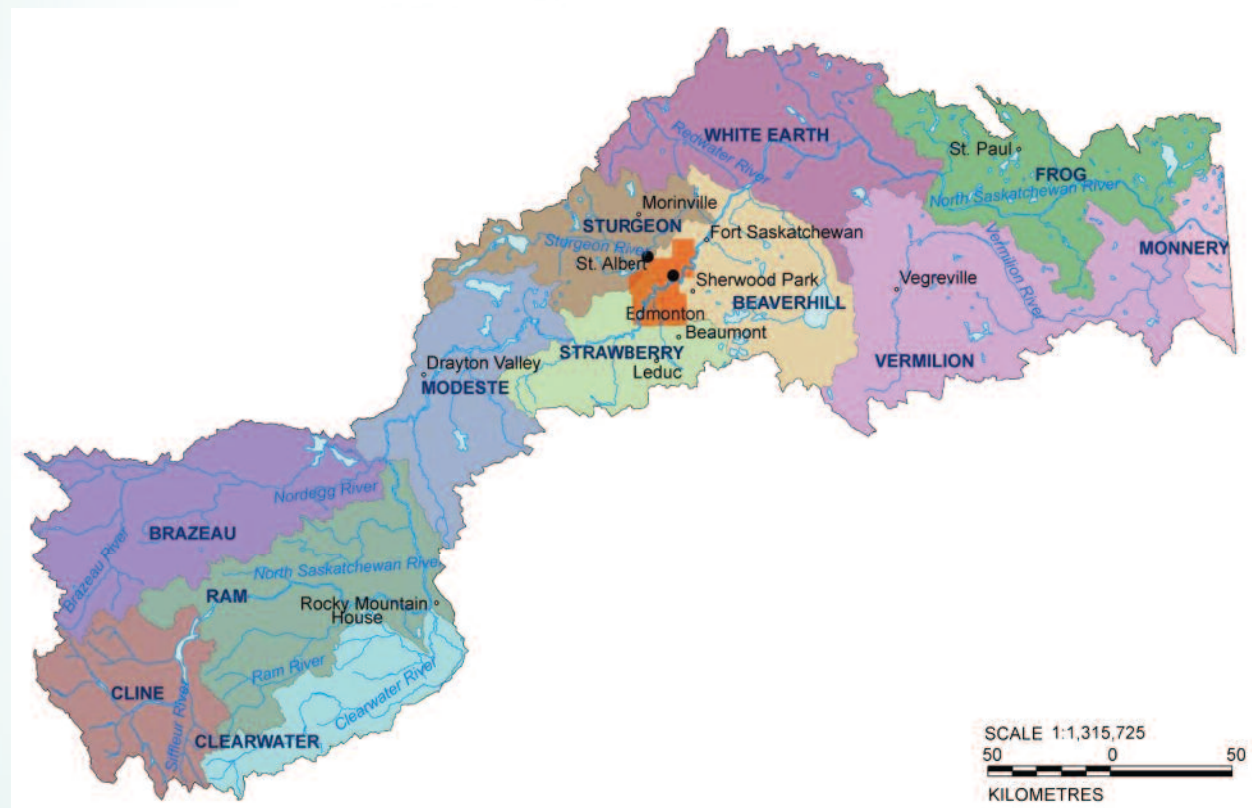 WHITE EARTH
Redwater River
St. Paul
FROG
North Saskatchewan River
Morinville
STURGEON
Sturgeon River
Fort Saskatchewan
St. Albert
Sherwood Park
Edmonton
BEAVERHILL
Beaumont
Vermilion River
MONNERY
Vegreville
VERMILION
STRAWBERRY
Leduc
Drayton Valley
MODESTE
Nordegg River
BRAZEAU
Brazeau River
North Saskatchewan River
RAM
Rocky Mountain
House
Ram River
CLINE
Siffleur River
Clearwater River
CLEARWATER
SCALE 1:1,315,725
50 0 50
KILOMETRES